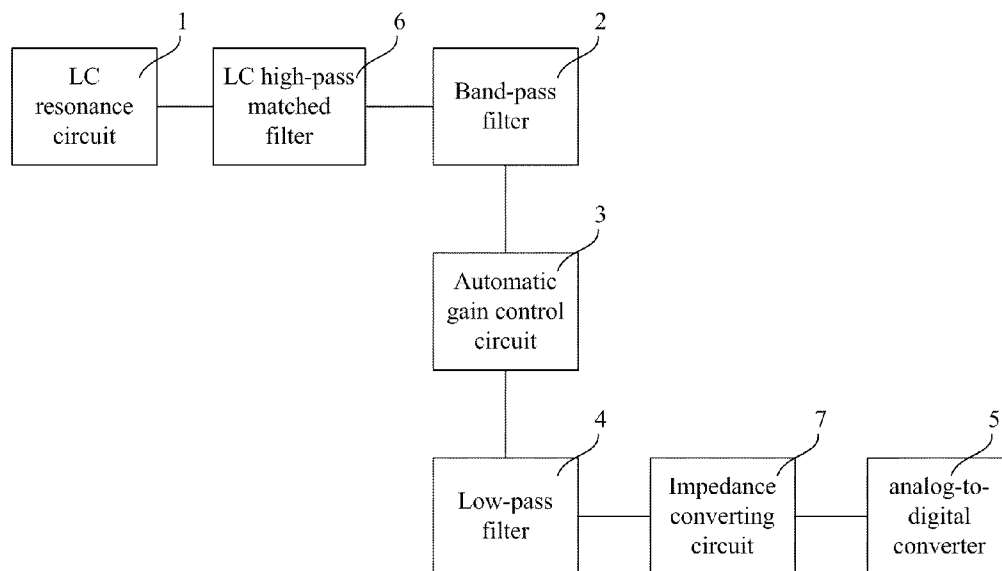 1
6
2
LC
resonance
circuit
LC high-pass
matched
filter
Band-pass
filter
3
Automatic
gain control
circuit
4
7
5
Low-pass
filter
Impedance
converting
circuit
analog-to-
digital
converter